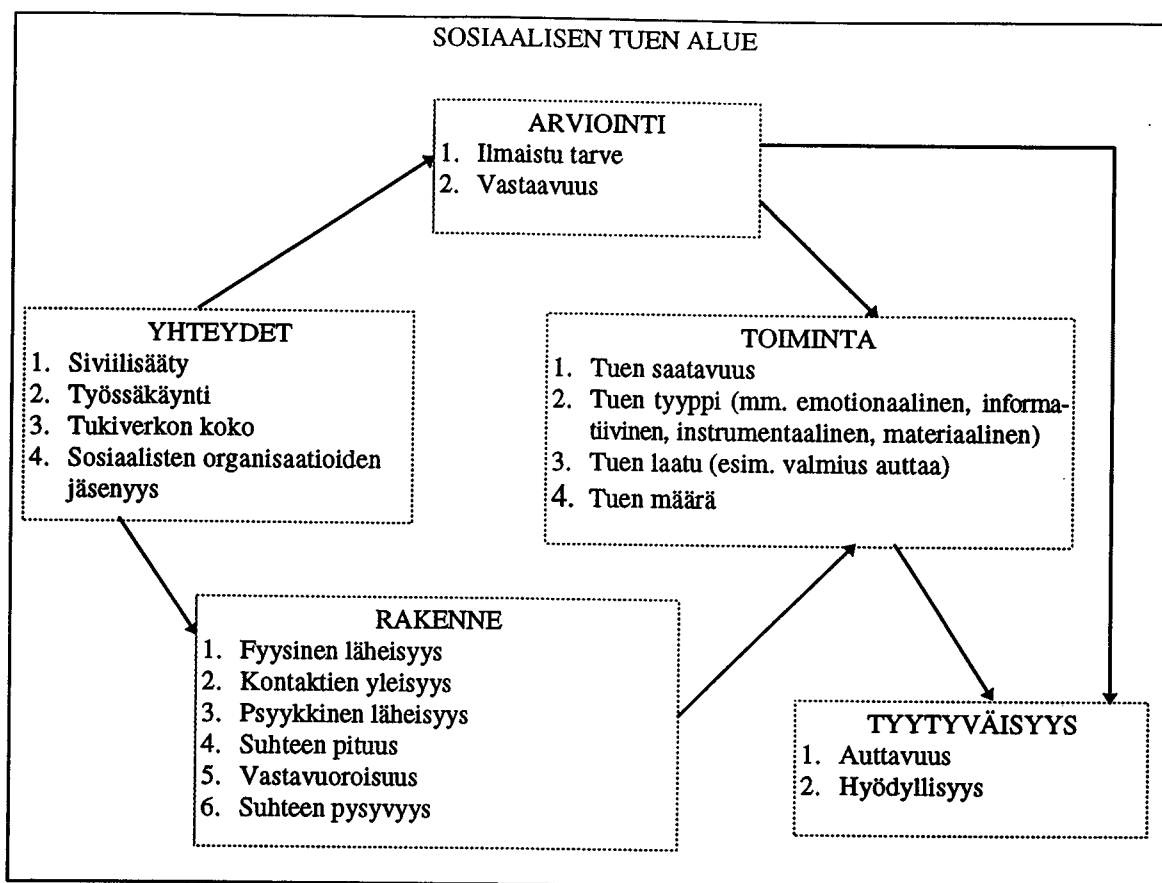 SOSIAALISEN TUEN ALUE
ARVIOINTI
1. Ilmaistu tarve
2. Vastaavuus
YHTEYDET
1. Siviilisääty
2. Työssäkäynti
3. Tukiverkon koko
4. Sosiaalisten organisaatioiden
jäsenyys
TOIMINTA
1. Tuen saatavuus
2. Tuen tyyppi (mm. emotionaalinen, informa-
tiivinen, instrumentaalinen, materiaalinen)
3. Tuen laatu (esim. valmius auttaa)
4. Tuen määrä
RAKENNE
1. Fyysinen läheisyys
2. Kontaktien yleisyys
3. Psyykkinen läheisyys
4. Suhteen pituus
5. Vastavuoroisuus
6. Suhteen pysyvyys
TYYTYVÄISYYS
1. Auttavuus
2. Hyödyllisyys